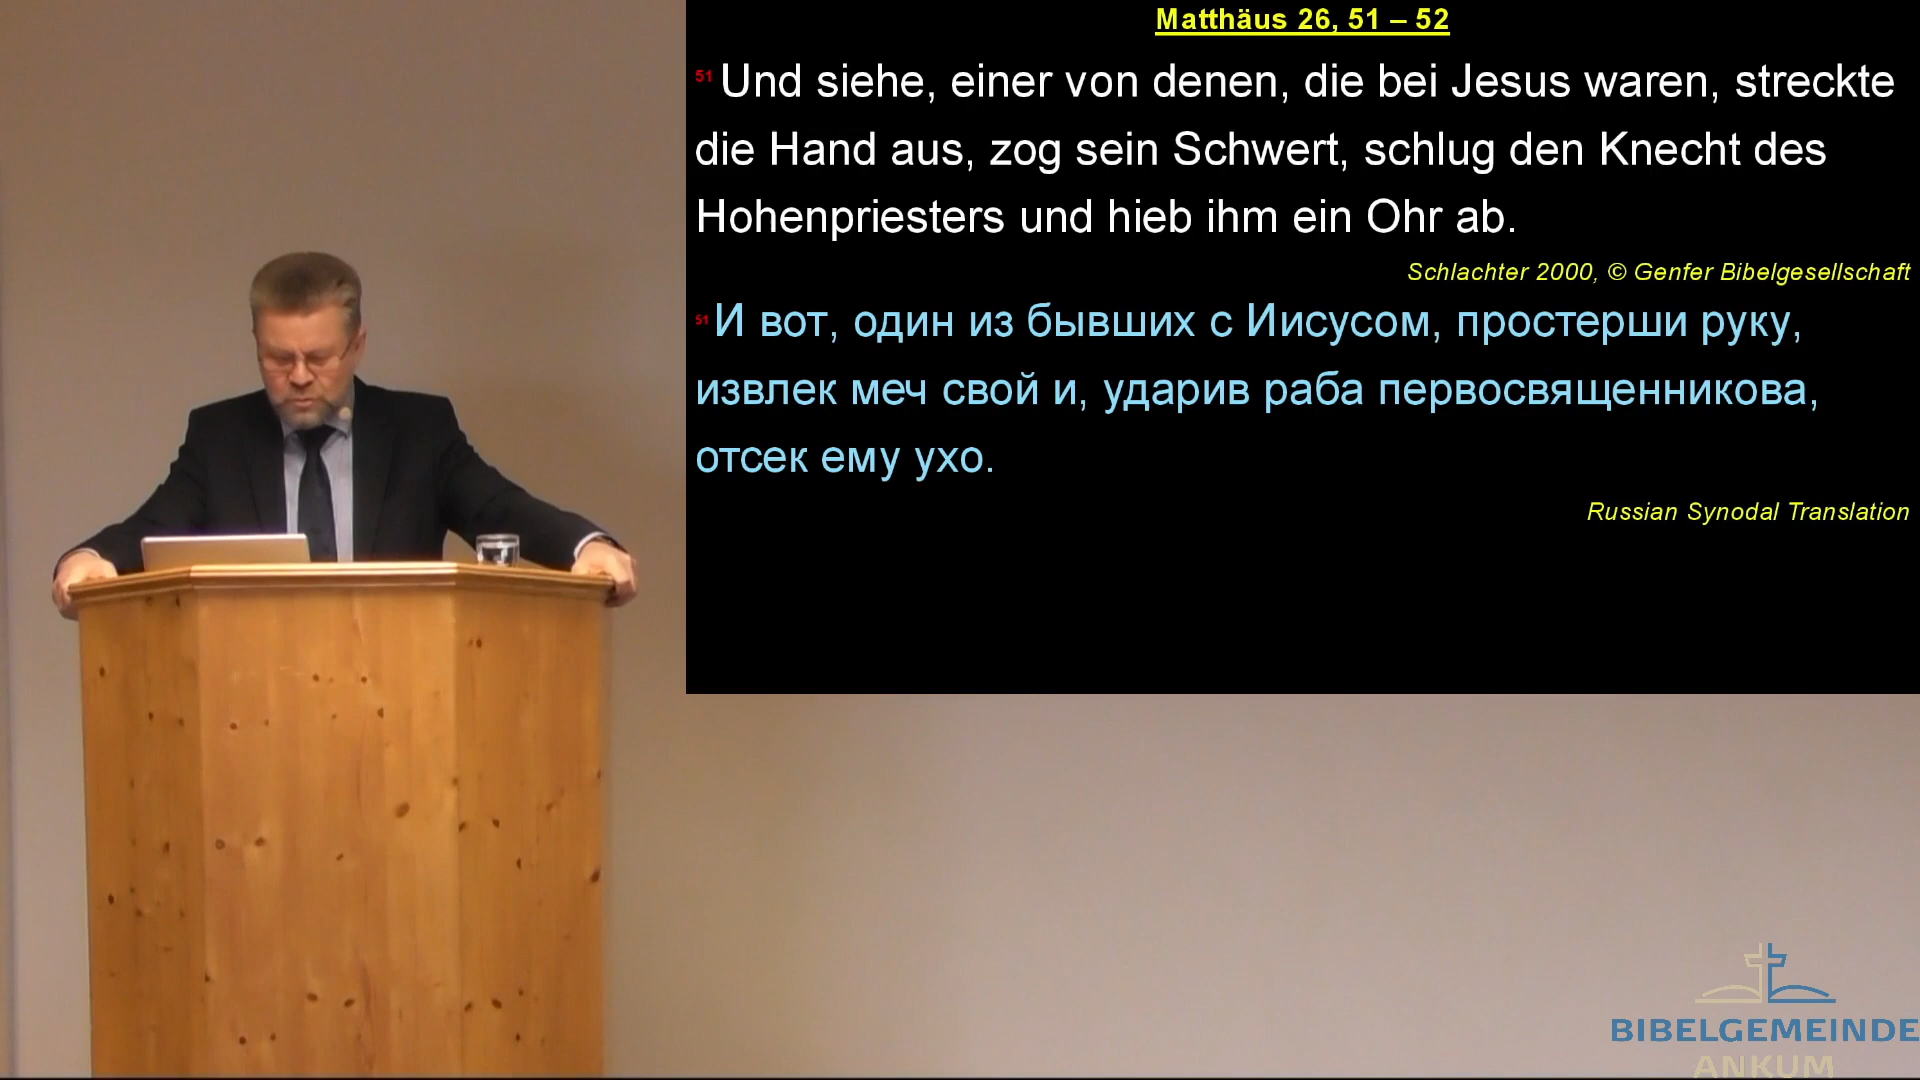 Matthäus 26, 51 – 52
51 Und siehe, einer von denen, die bei Jesus waren, streckte
die Hand aus, zog sein Schwert, schlug den Knecht des
Hohenpriesters und hieb ihm ein Ohr ab.
Schlachter 2000, © Genfer Bibelgesellschaft
51 И вот, один из бывших с Иисусом, простерши руку,
извлек меч свой и, ударив раба первосвященникова,
отсек ему ухо.
Russian Synodal Translation
BIBELGEMEINDE
ANKUM